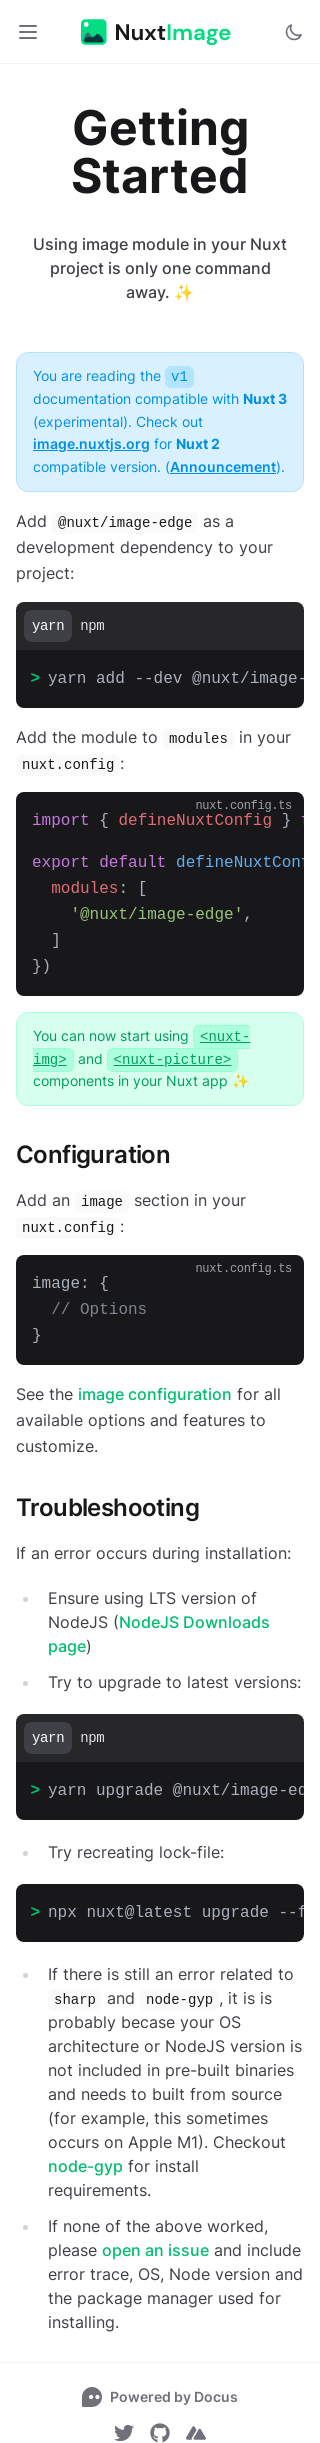 NuxtImage
Getting
Started
Using image module in your Nuxt
project is only one command
away. ✨
You are reading the v1
documentation compatible with Nuxt 3
(experimental). Check out
image.nuxtjs.org for Nuxt 2
compatible version. (Announcement).
Add @nuxt/image-edge as a
development dependency to your
project:
yarn npm
> yarn add --dev @nuxt/image-
Add the module to modules in your
nuxt.config :
nuxt.config.ts
import { defineNuxtConfig }
export default defineNuxtConf
modules: [
'@nuxt/image-edge',
]
})
You can now start using <nuxt-
img> and <nuxt-picture>
components in your Nuxt app ✨
Configuration
Add an image section in your
nuxt.config :
nuxt.config.ts
image: {
// Options
}
See the image configuration for all
available options and features to
customize.
Troubleshooting
If an error occurs during installation:
Ensure using LTS version of
NodeJS (NodeJS Downloads
page)
Try to upgrade to latest versions:
yarn npm
> yarn upgrade @nuxt/image-ed
Try recreating lock-file:
> npx nuxt@latest upgrade --f
If there is still an error related to
sharp and node-gyp , it is is
probably becase your OS
architecture or NodeJS version is
not included in pre-built binaries
and needs to built from source
(for example, this sometimes
occurs on Apple M1). Checkout
node-gyp for install
requirements.
If none of the above worked,
please open an issue and include
error trace, OS, Node version and
the package manager used for
installing.
Powered by Docus